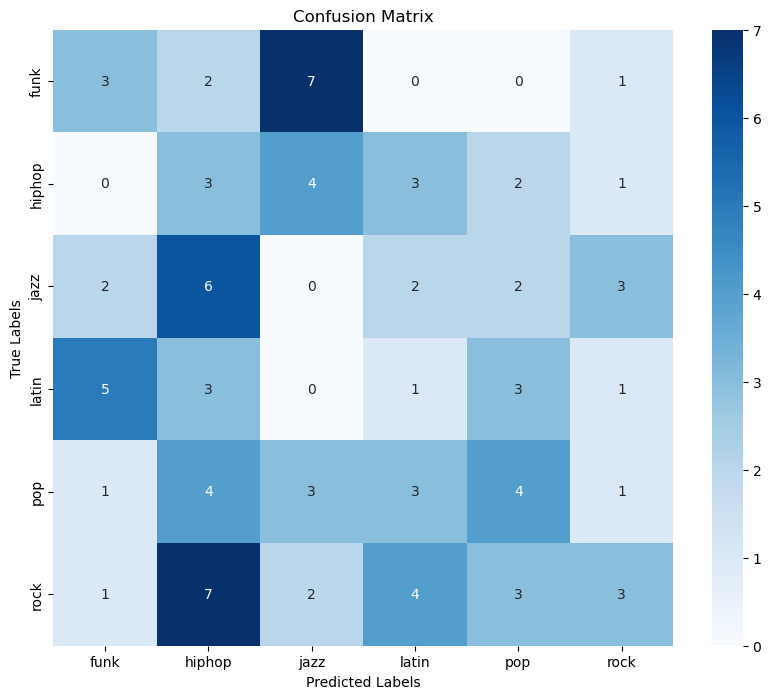 Confusion Matrix
funk 3 2 7 0 0 1
hiphop 0 3 4 3 2 1
jazz 2 6 0 2 2 3
latin 5 3 0 1 3 1
pop 1 4 3 3 4 1
rock 1 7 2 4 3 3
funk hiphop jazz latin pop rock
Predicted Labels
True Labels
7
6
5
4
3
2
1
0